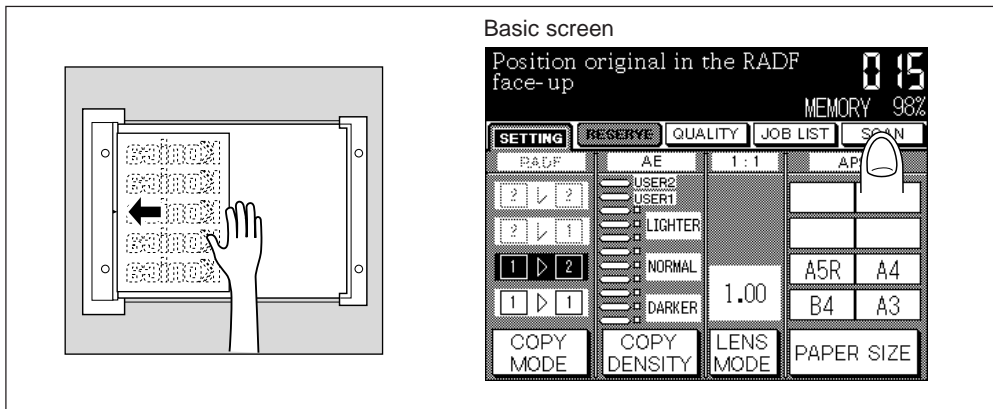 Basic screen
Position original in the RADF
face-up
015
MEMORY 98%
SETTING RESERVE QUALITY JOB LIST SCAN
RADF AE 1:1
USER2
USER1
2 2
2 1
LIGHTER
1 2
NORMAL
A5R A4
1 1
DARKER
1.00
B4 A3
COPY
MODE
COPY
DENSITY
LENS
MODE
PAPER SIZE